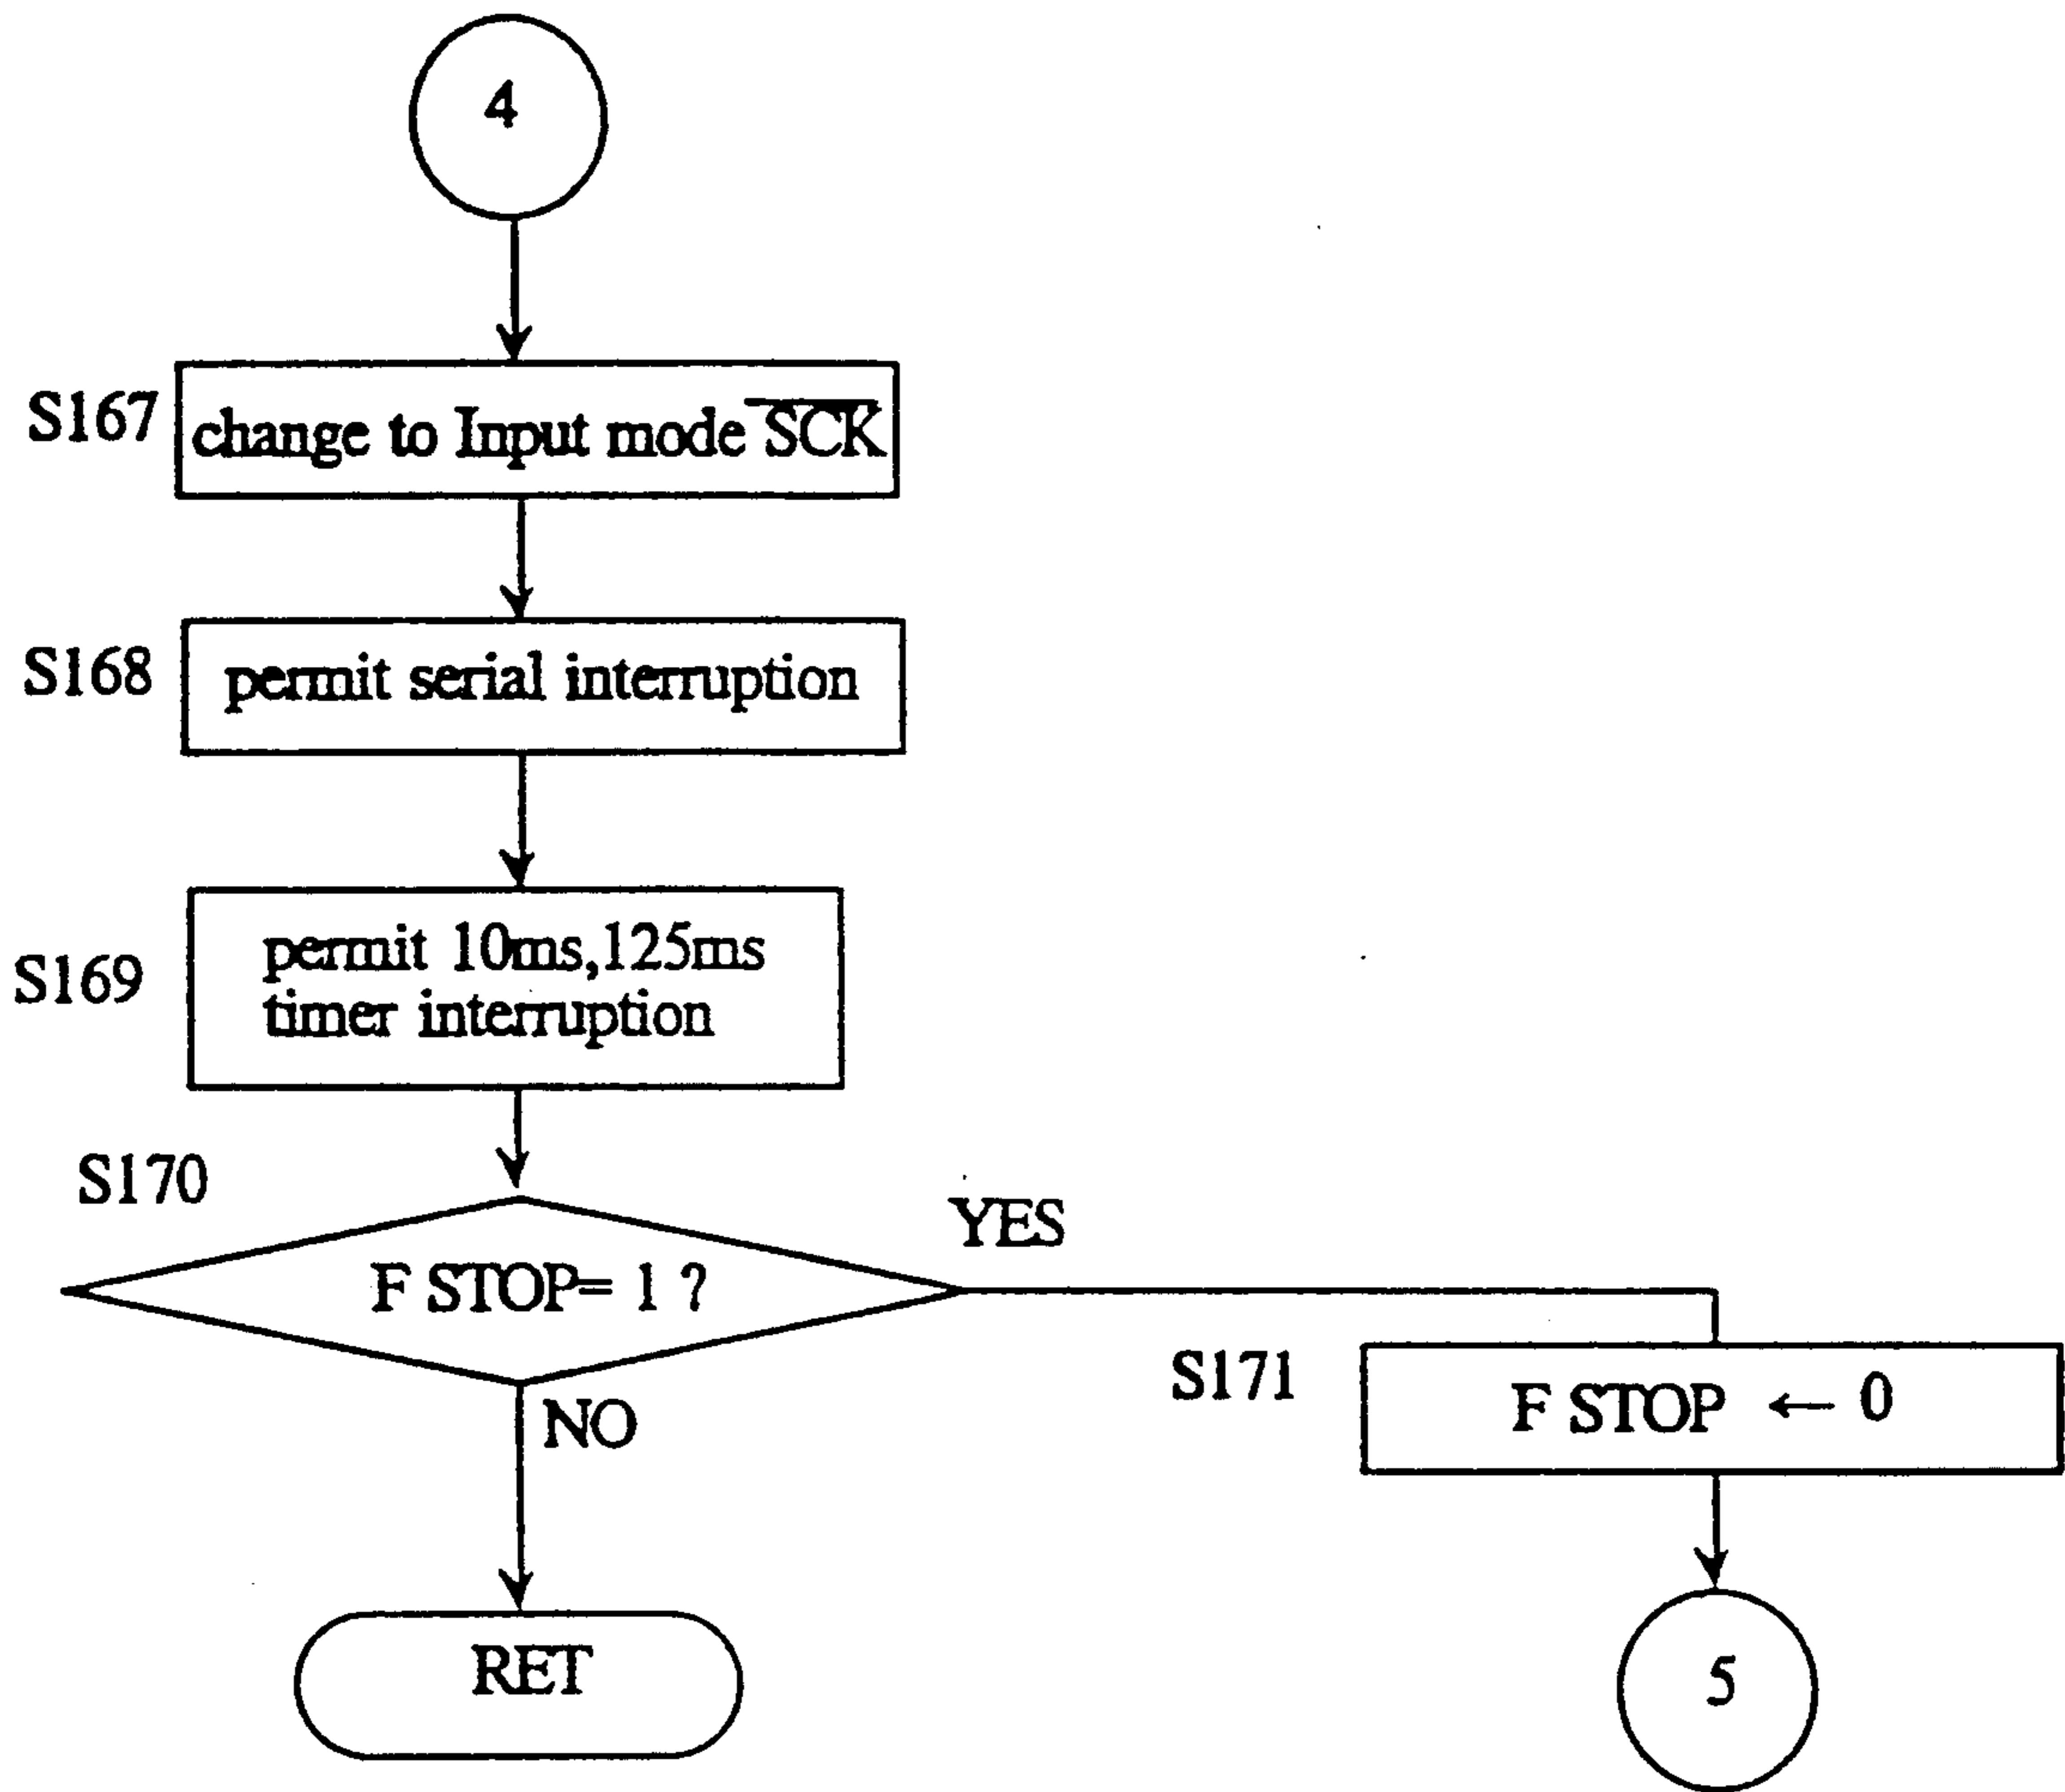 4
S167
change to Input mode S̅C̅K̅
S168
permit serial interruption
S169
permit 10ms,125ms
timer interruption
S170
F STOP= 1 ?
YES
NO
S171
F STOP ← 0
RET
5